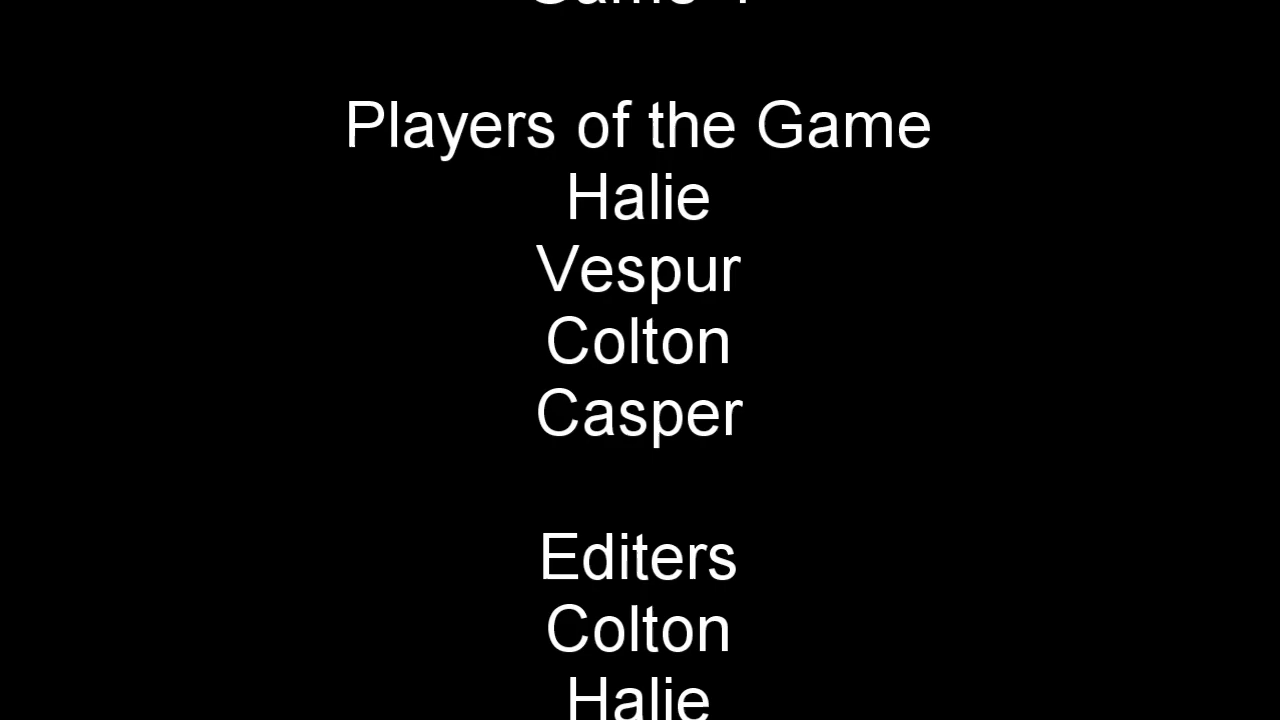 Players of the Game
Halie
Vespur
Colton
Casper
Editers
Colton
Halie